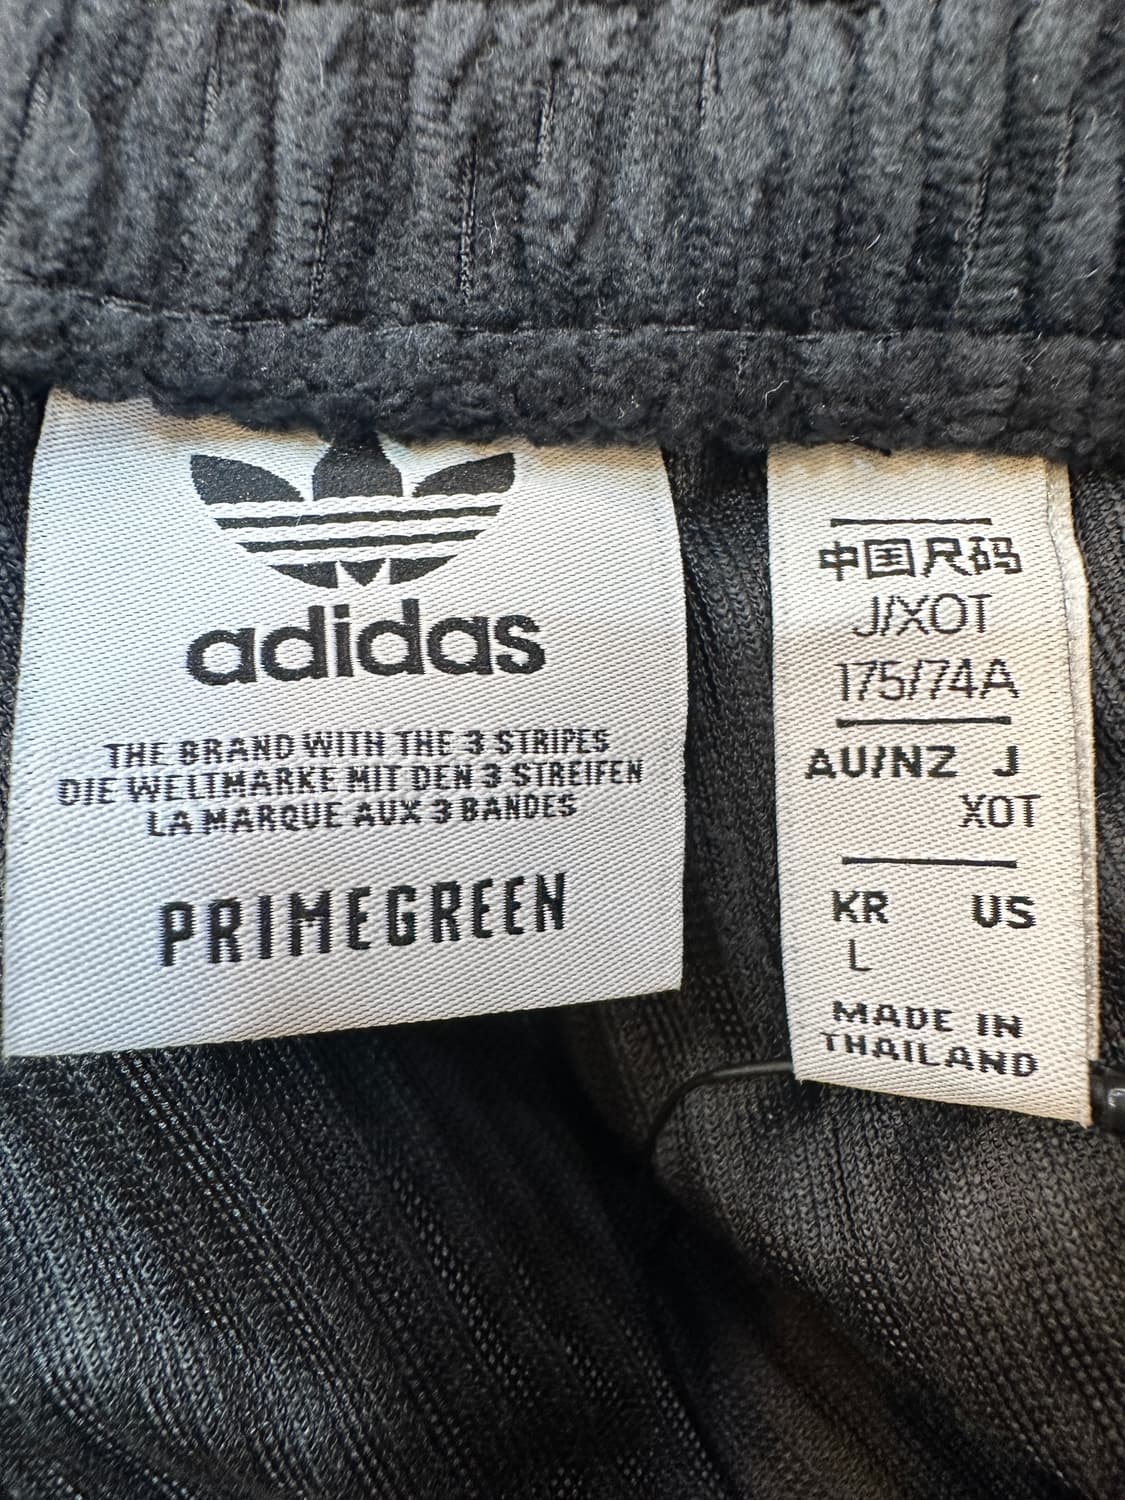 adidas
THE BRAND WITH THE 3 STRIPES
DIE WELTMARKE MIT DEN 3 STREIFEN
LA MARQUE AUX 3 BANDES
PRIMEGREEN
中国尺码
J/XOT
175/74A
AU/NZ J
XOT
KR US
L
MADE IN
THAILAND